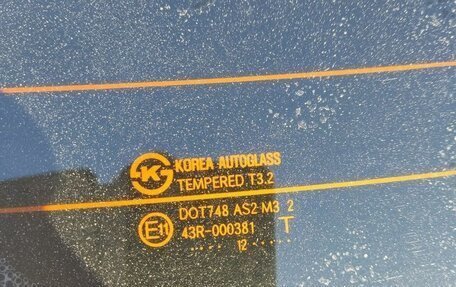 K KOREA AUTOGLASS
TEMPERED T3.2
DOT748 AS2 M3 2
E11 43R-000381 T
..... 12 ......